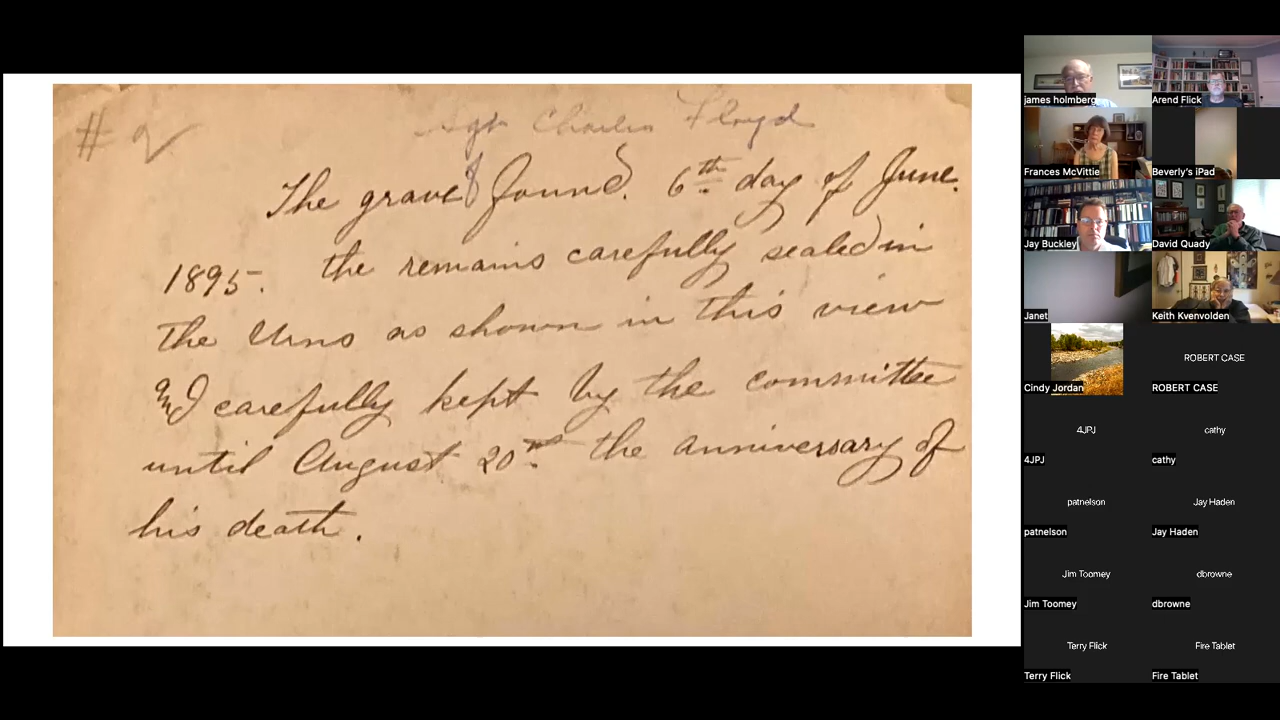 # 2
Sgt Charles Floyd
The grave found. 6th day of June.
1895. the remains carefully sealed in
the Urns as shown in this view
and carefully kept by the committee
until August 20th the anniversary of
his death.
james holmberg
Arend Flick
Frances McVittie
Beverly's iPad
Jay Buckley
David Quady
Janet
Keith Kvenvolden
Cindy Jordan
ROBERT CASE
ROBERT CASE
4JPJ
4JPJ
cathy
cathy
patnelson
patnelson
Jay Haden
Jay Haden
Jim Toomey
Jim Toomey
dbrowne
dbrowne
Terry Flick
Terry Flick
Fire Tablet
Fire Tablet